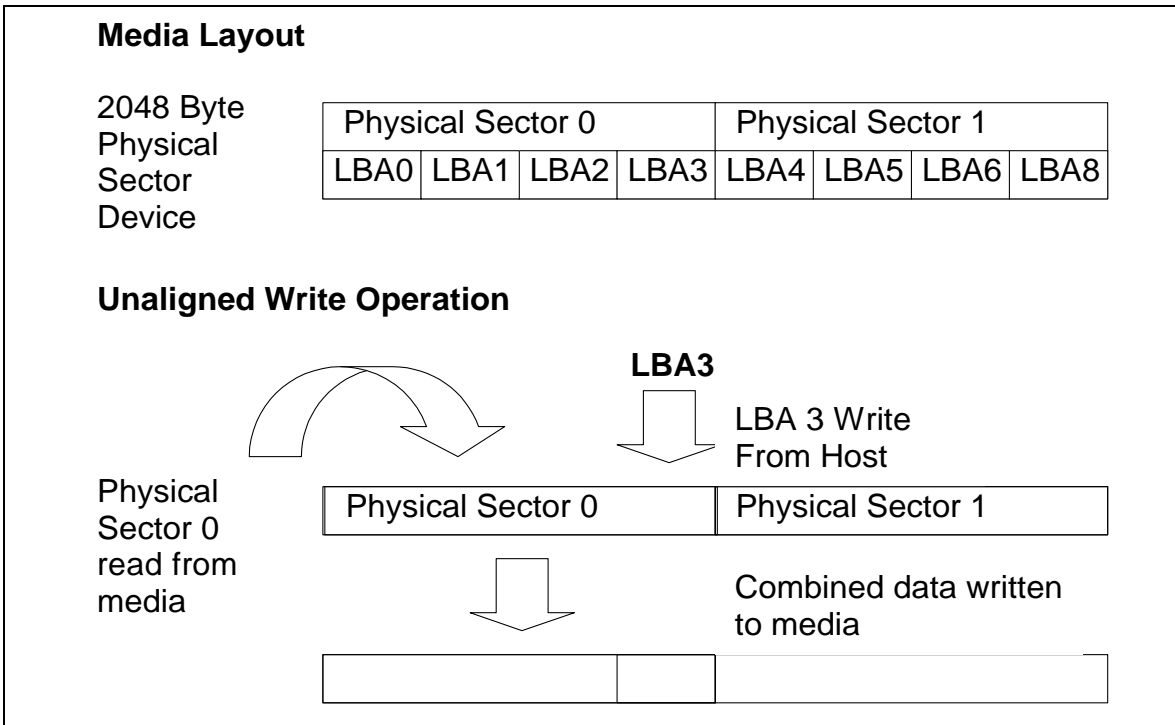 Media Layout
2048 Byte
Physical
Sector
Device
Physical Sector 0 Physical Sector 1
LBA0 LBA1 LBA2 LBA3 LBA4 LBA5 LBA6 LBA8
Unaligned Write Operation
LBA3
LBA 3 Write
From Host
Physical
Sector 0
read from
media
Physical Sector 0 Physical Sector 1
Combined data written
to media